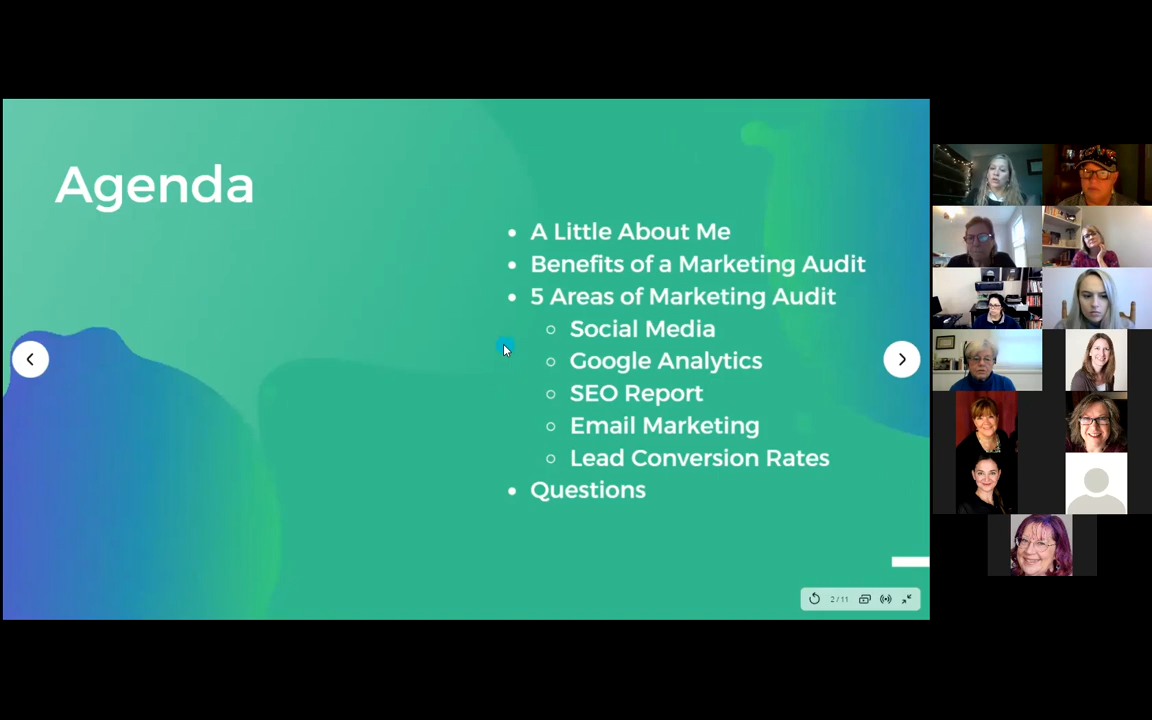 Agenda
A Little About Me
Benefits of a Marketing Audit
5 Areas of Marketing Audit
Social Media
Google Analytics
SEO Report
Email Marketing
Lead Conversion Rates
Questions
2/11